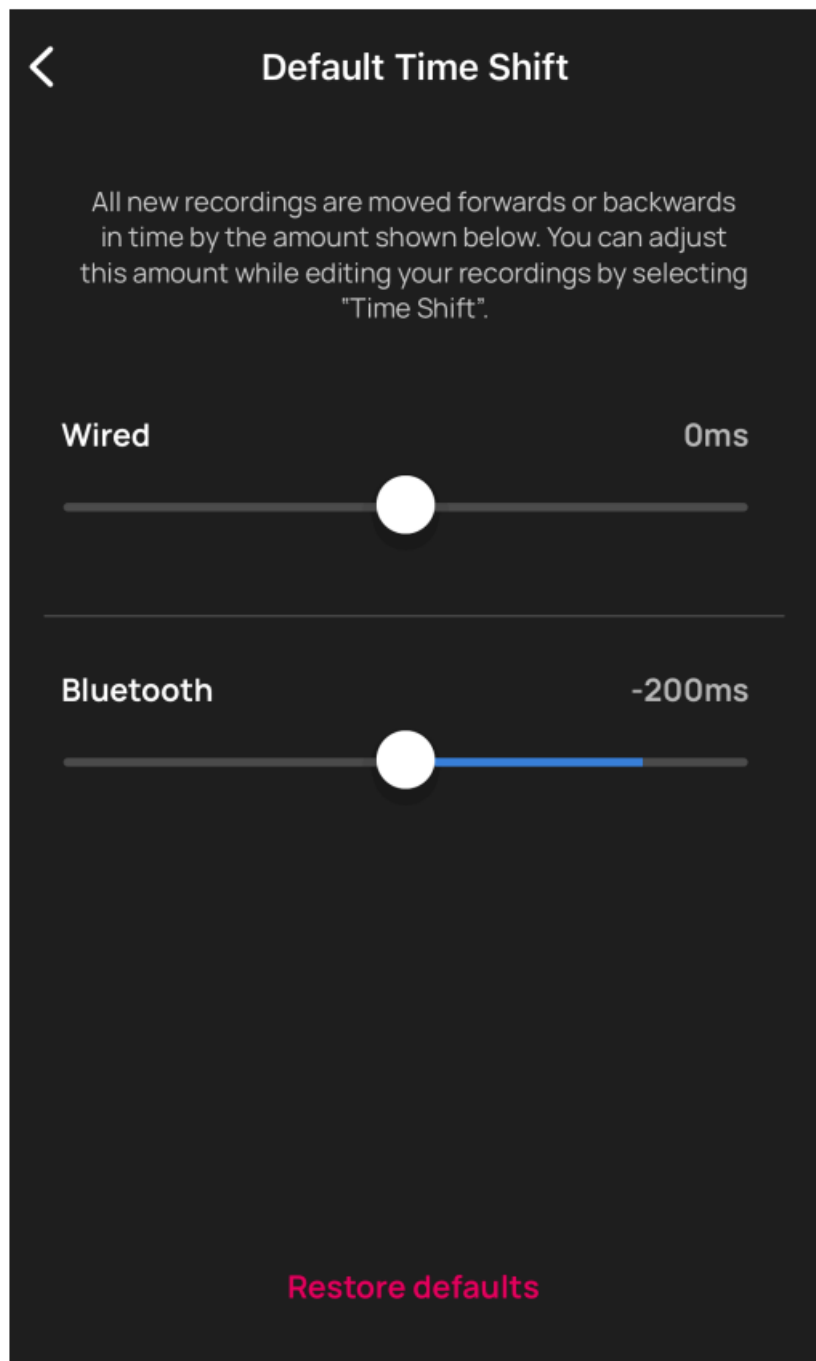 Default Time Shift
All new recordings are moved forwards or backwards
in time by the amount shown below. You can adjust
this amount while editing your recordings by selecting
"Time Shift".
Wired 0ms
Bluetooth -200ms
Restore defaults